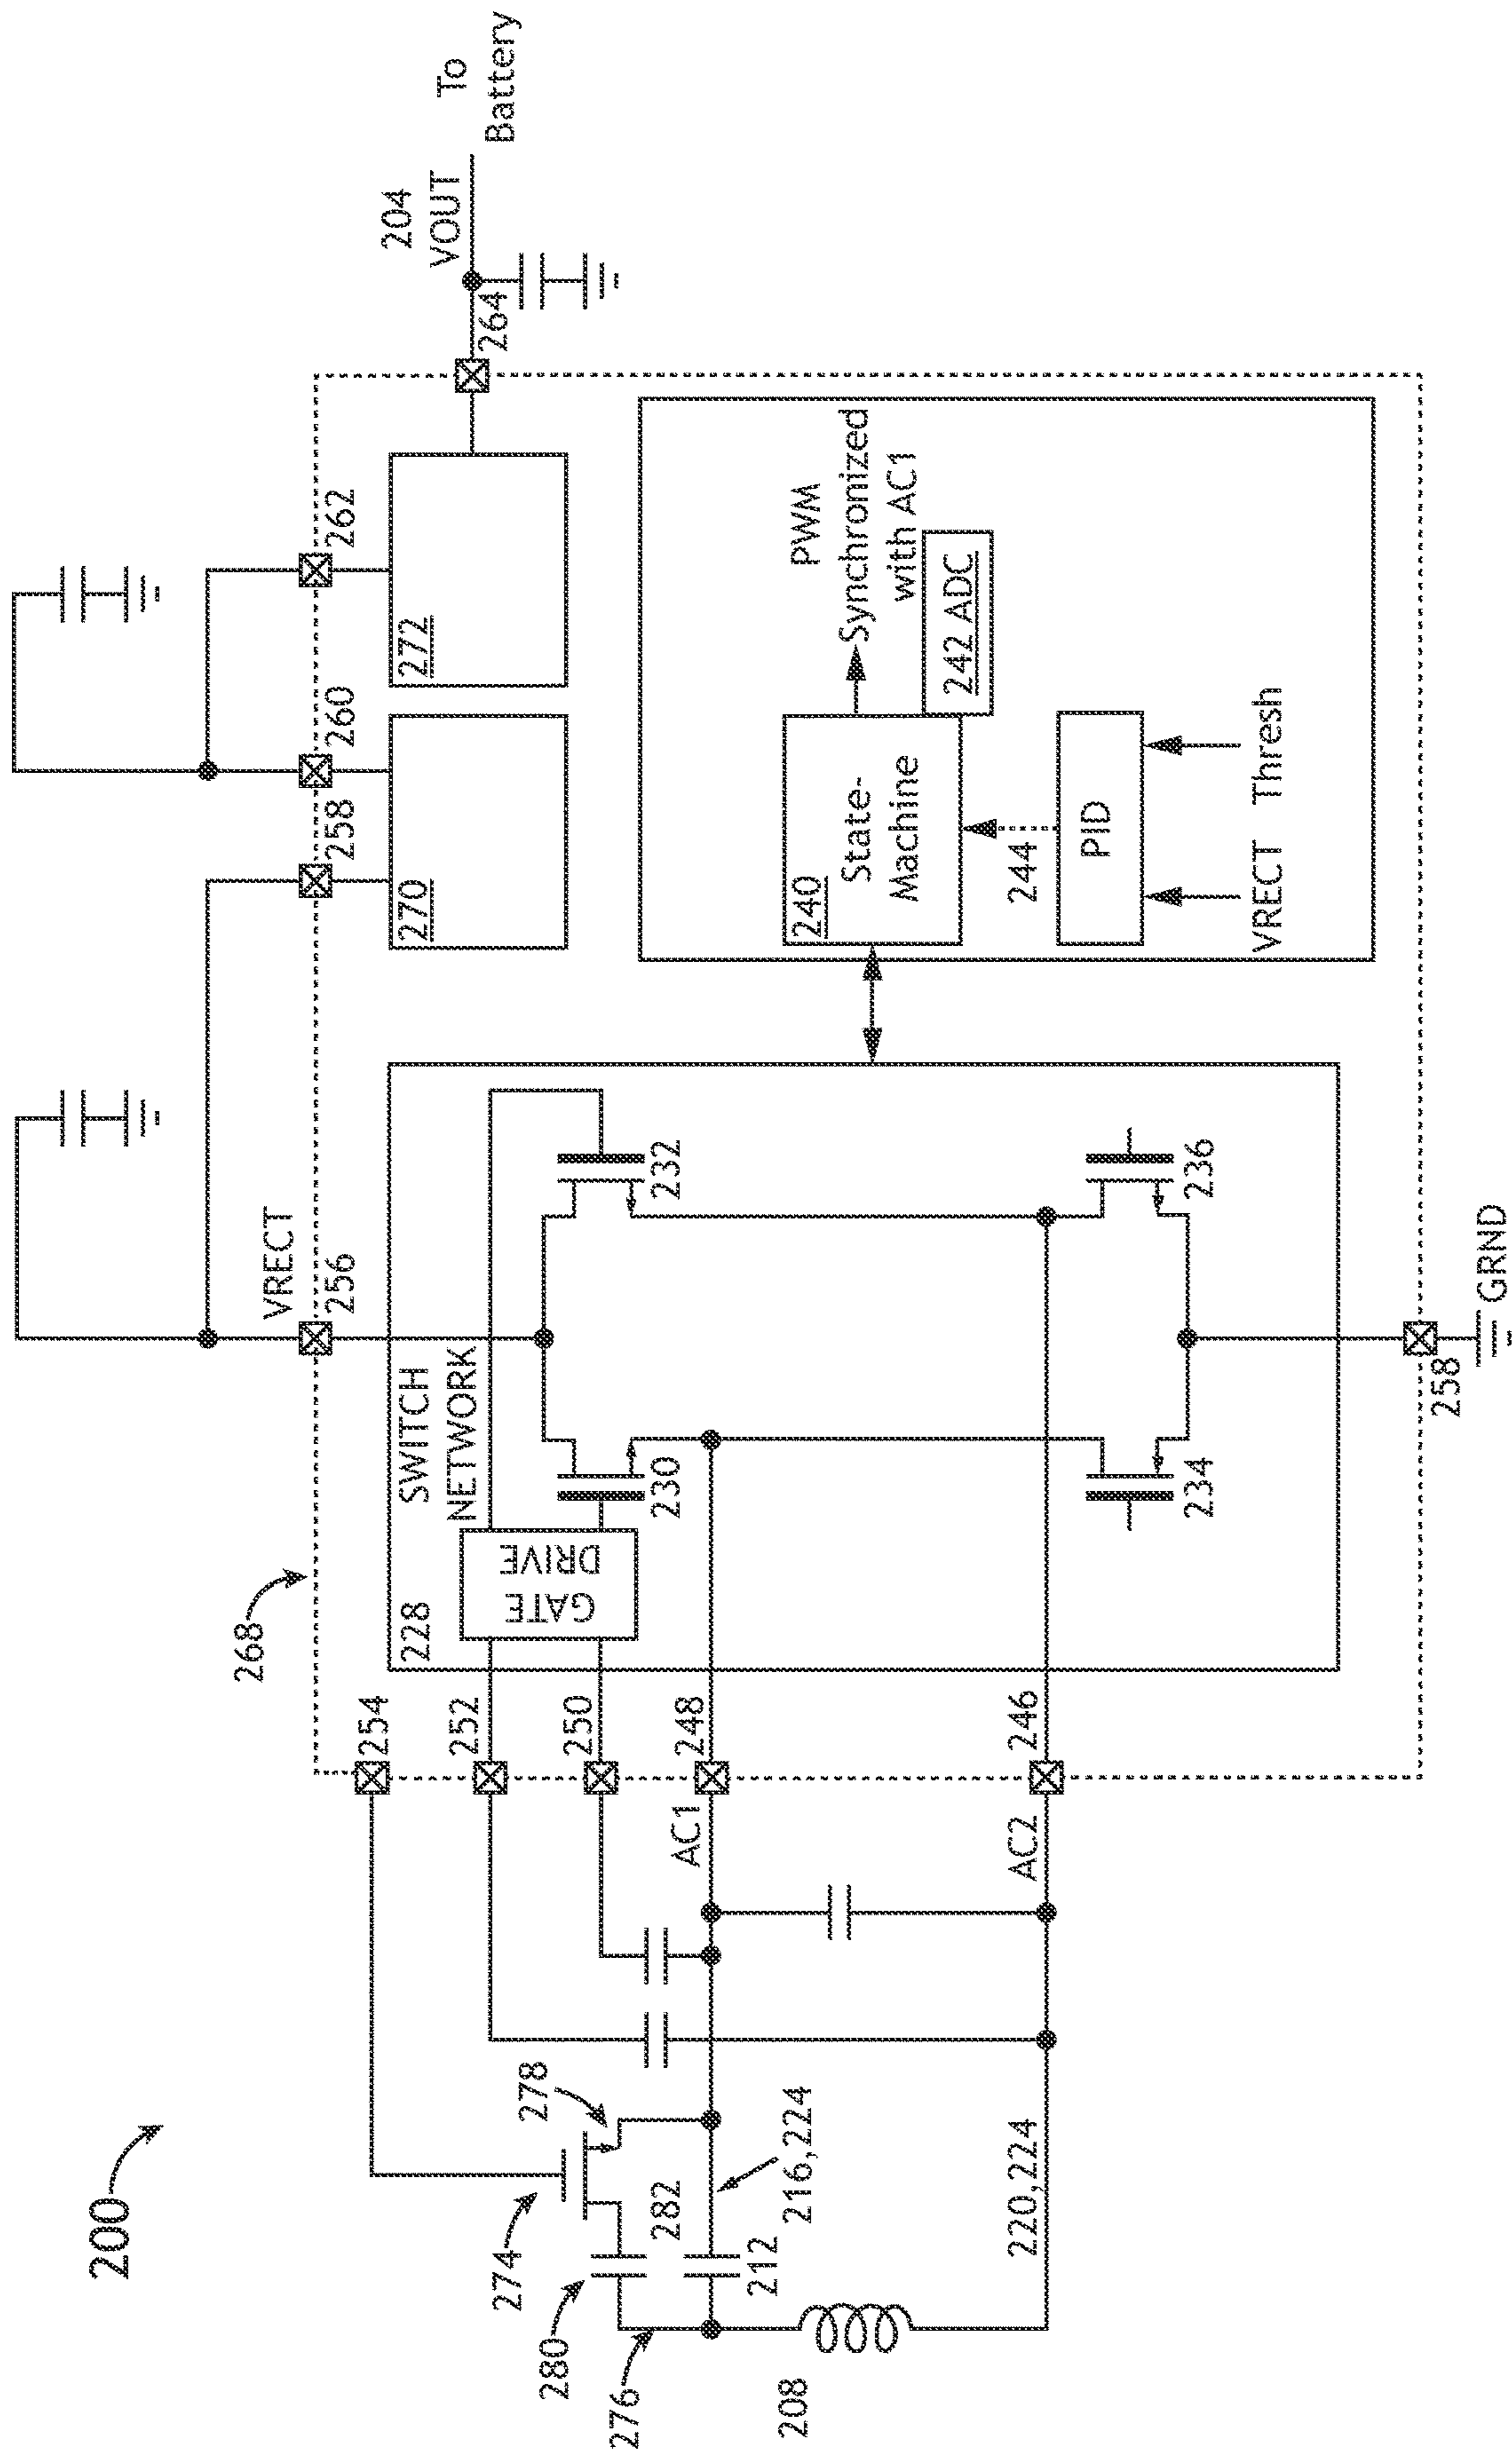 200
268
VRECT
256
258
260
262
264
204
VOUT
To
Battery
254
252
250
248
246
AC1
AC2
228
SWITCH
NETWORK
GATE
DRIVE
230
232
234
236
270
272
240
State-
Machine
PWM
Synchronized
with AC1
242 ADC
244
PID
VRECT
Thresh
258
GRND
274
278
280
282
276
212
216,224
208
220,224